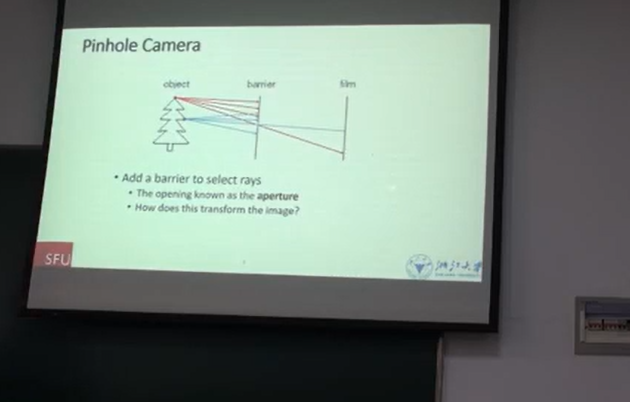 Pinhole Camera
object barrier film
• Add a barrier to select rays
• The opening known as the aperture
• How does this transform the image?
SFU
浙江大学